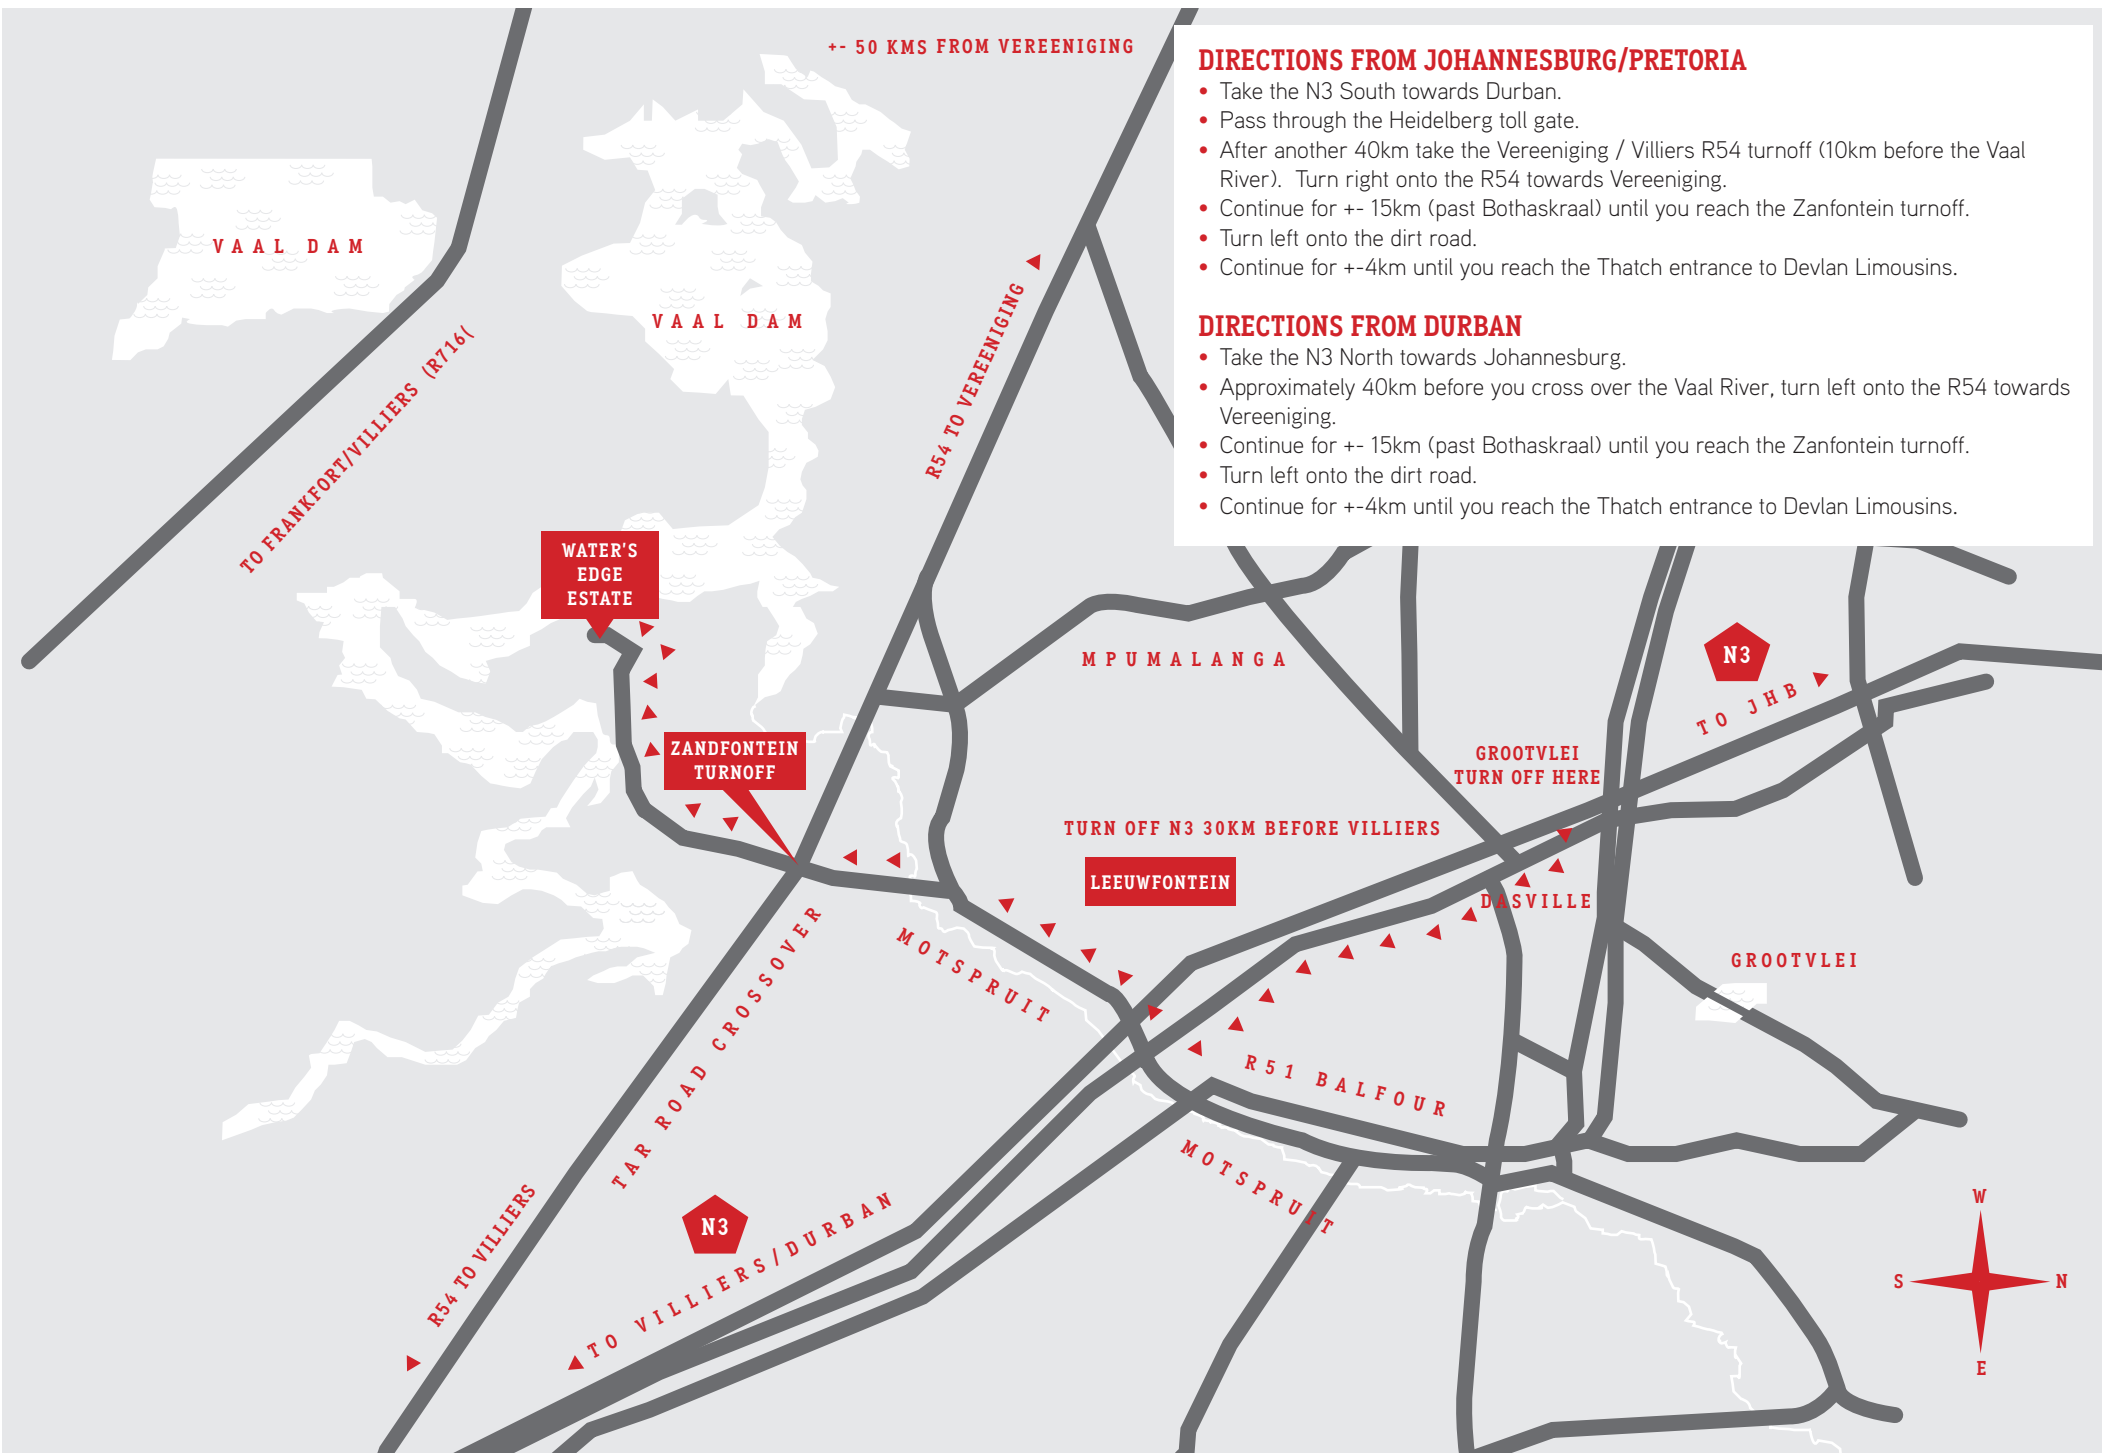 +- 50 KMS FROM VEREENIGING
DIRECTIONS FROM JOHANNESBURG/PRETORIA
• Take the N3 South towards Durban.
• Pass through the Heidelberg toll gate.
• After another 40km take the Vereeniging / Villiers R54 turnoff (10km before the Vaal
River). Turn right onto the R54 towards Vereeniging.
• Continue for +- 15km (past Bothaskraal) until you reach the Zanfontein turnoff.
• Turn left onto the dirt road.
• Continue for +-4km until you reach the Thatch entrance to Devlan Limousins.
DIRECTIONS FROM DURBAN
• Take the N3 North towards Johannesburg.
• Approximately 40km before you cross over the Vaal River, turn left onto the R54 towards
Vereeniging.
• Continue for +- 15km (past Bothaskraal) until you reach the Zanfontein turnoff.
• Turn left onto the dirt road.
• Continue for +-4km until you reach the Thatch entrance to Devlan Limousins.
VAAL DAM
VAAL DAM
R54 TO VEREENIGING
TO FRANKFORT/VILLIERS (R716(
WATER'S
EDGE
ESTATE
MPUMALANGA
N3
TO JHB
ZANDFONTEIN
TURNOFF
GROOTVLEI
TURN OFF HERE
TURN OFF N3 30KM BEFORE VILLIERS
LEEUWFONTEIN
DASVILLE
GROOTVLEI
MOTSPRUIT
TAR ROAD CROSSOVER
R51 BALFOUR
MOTSPRUIT
R54 TO VILLIERS
N3
TO VILLIERS/DURBAN
W
S
N
E